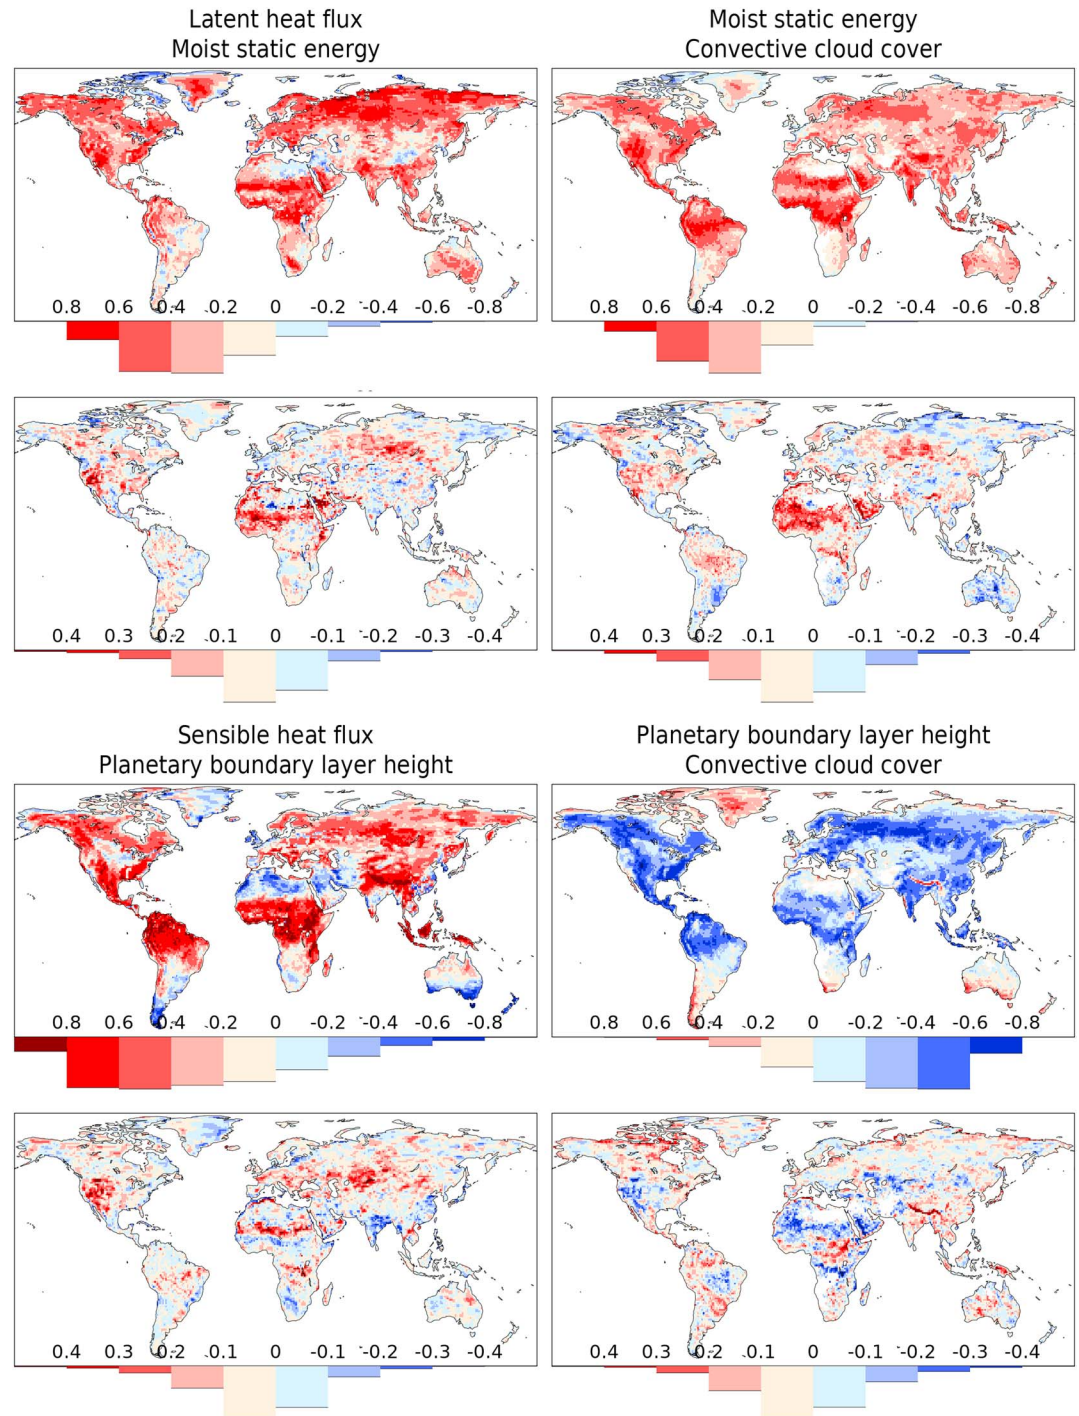 Latent heat flux
Moist static energy
Moist static energy
Convective cloud cover
0.8 0.6 0.4 0.2 0 -0.2 -0.4 -0.6 -0.8
0.8 0.6 0.4 0.2 0 -0.2 -0.4 -0.6 -0.8
0.4 0.3 0.2 0.1 0 -0.1 -0.2 -0.3 -0.4
0.4 0.3 0.2 0.1 0 -0.1 -0.2 -0.3 -0.4
Sensible heat flux
Planetary boundary layer height
Planetary boundary layer height
Convective cloud cover
0.8 0.6 0.4 0.2 0 -0.2 -0.4 -0.6 -0.8
0.8 0.6 0.4 0.2 0 -0.2 -0.4 -0.6 -0.8
0.4 0.3 0.2 0.1 0 -0.1 -0.2 -0.3 -0.4
0.4 0.3 0.2 0.1 0 -0.1 -0.2 -0.3 -0.4